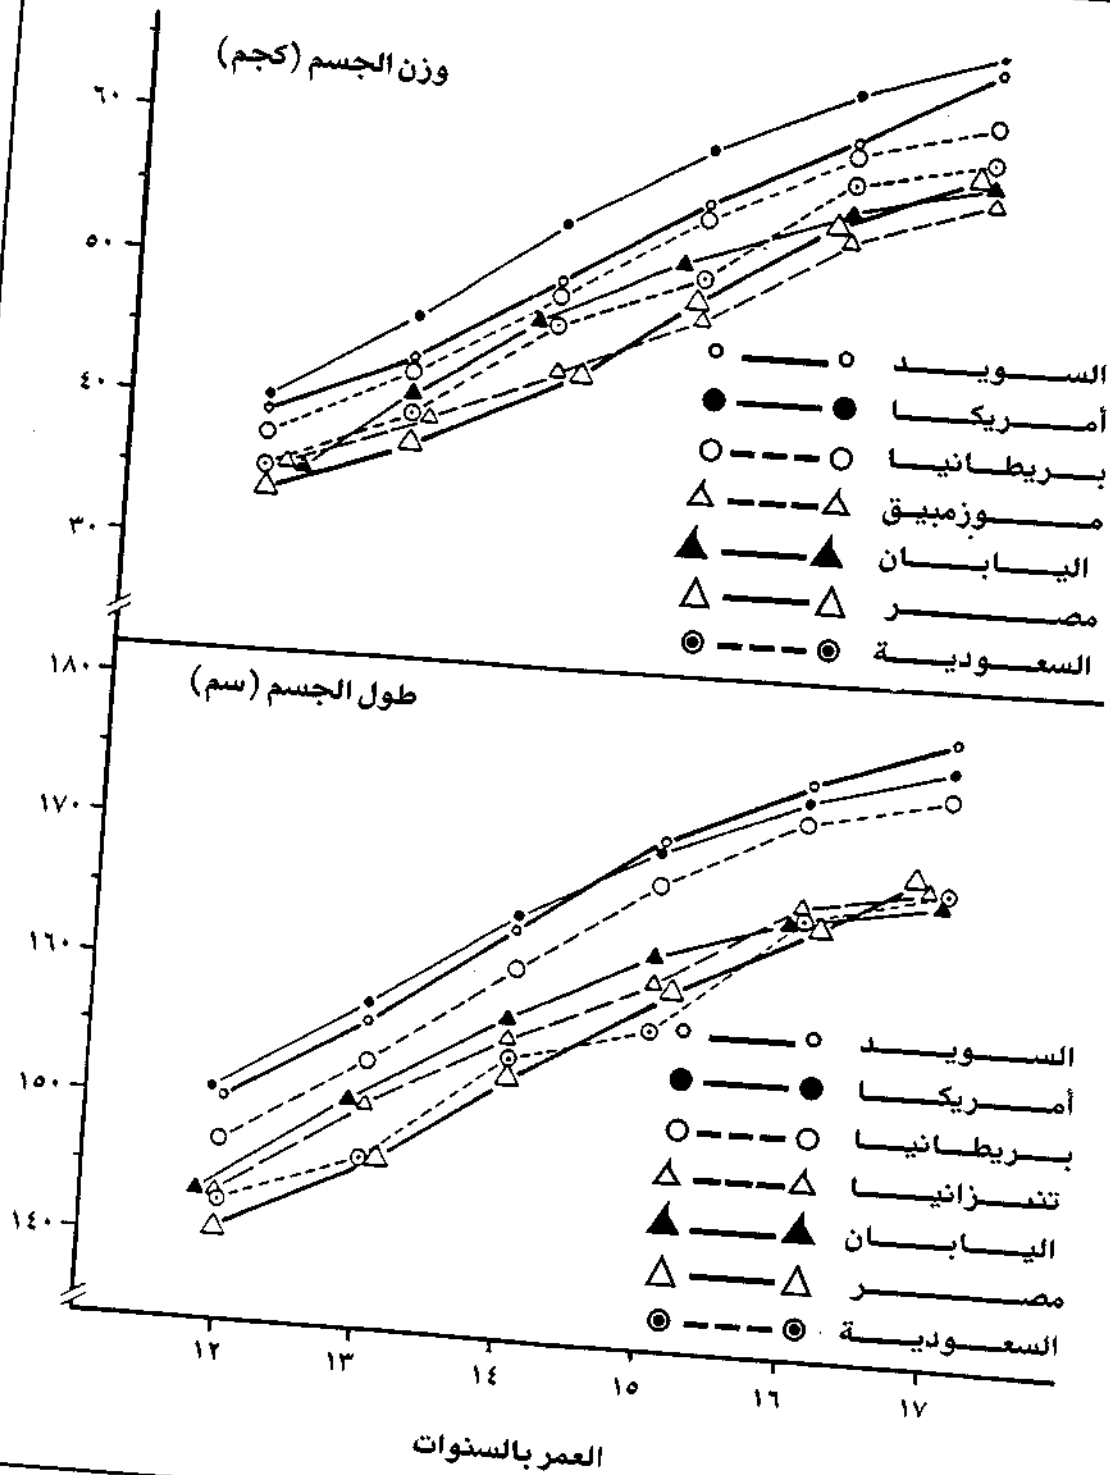 وزن الجسم (كجم)
٦٠
٥٠
٤٠
٣٠
السويد
أمريكا
بريطانيا
موزمبيق
اليابان
مصر
السعودية
طول الجسم (سم)
١٨٠
١٧٠
١٦٠
١٥٠
١٤٠
السويد
أمريكا
بريطانيا
تنزانيا
اليابان
مصر
السعودية
١٢ ١٣ ١٤ ١٥ ١٦ ١٧
العمر بالسنوات